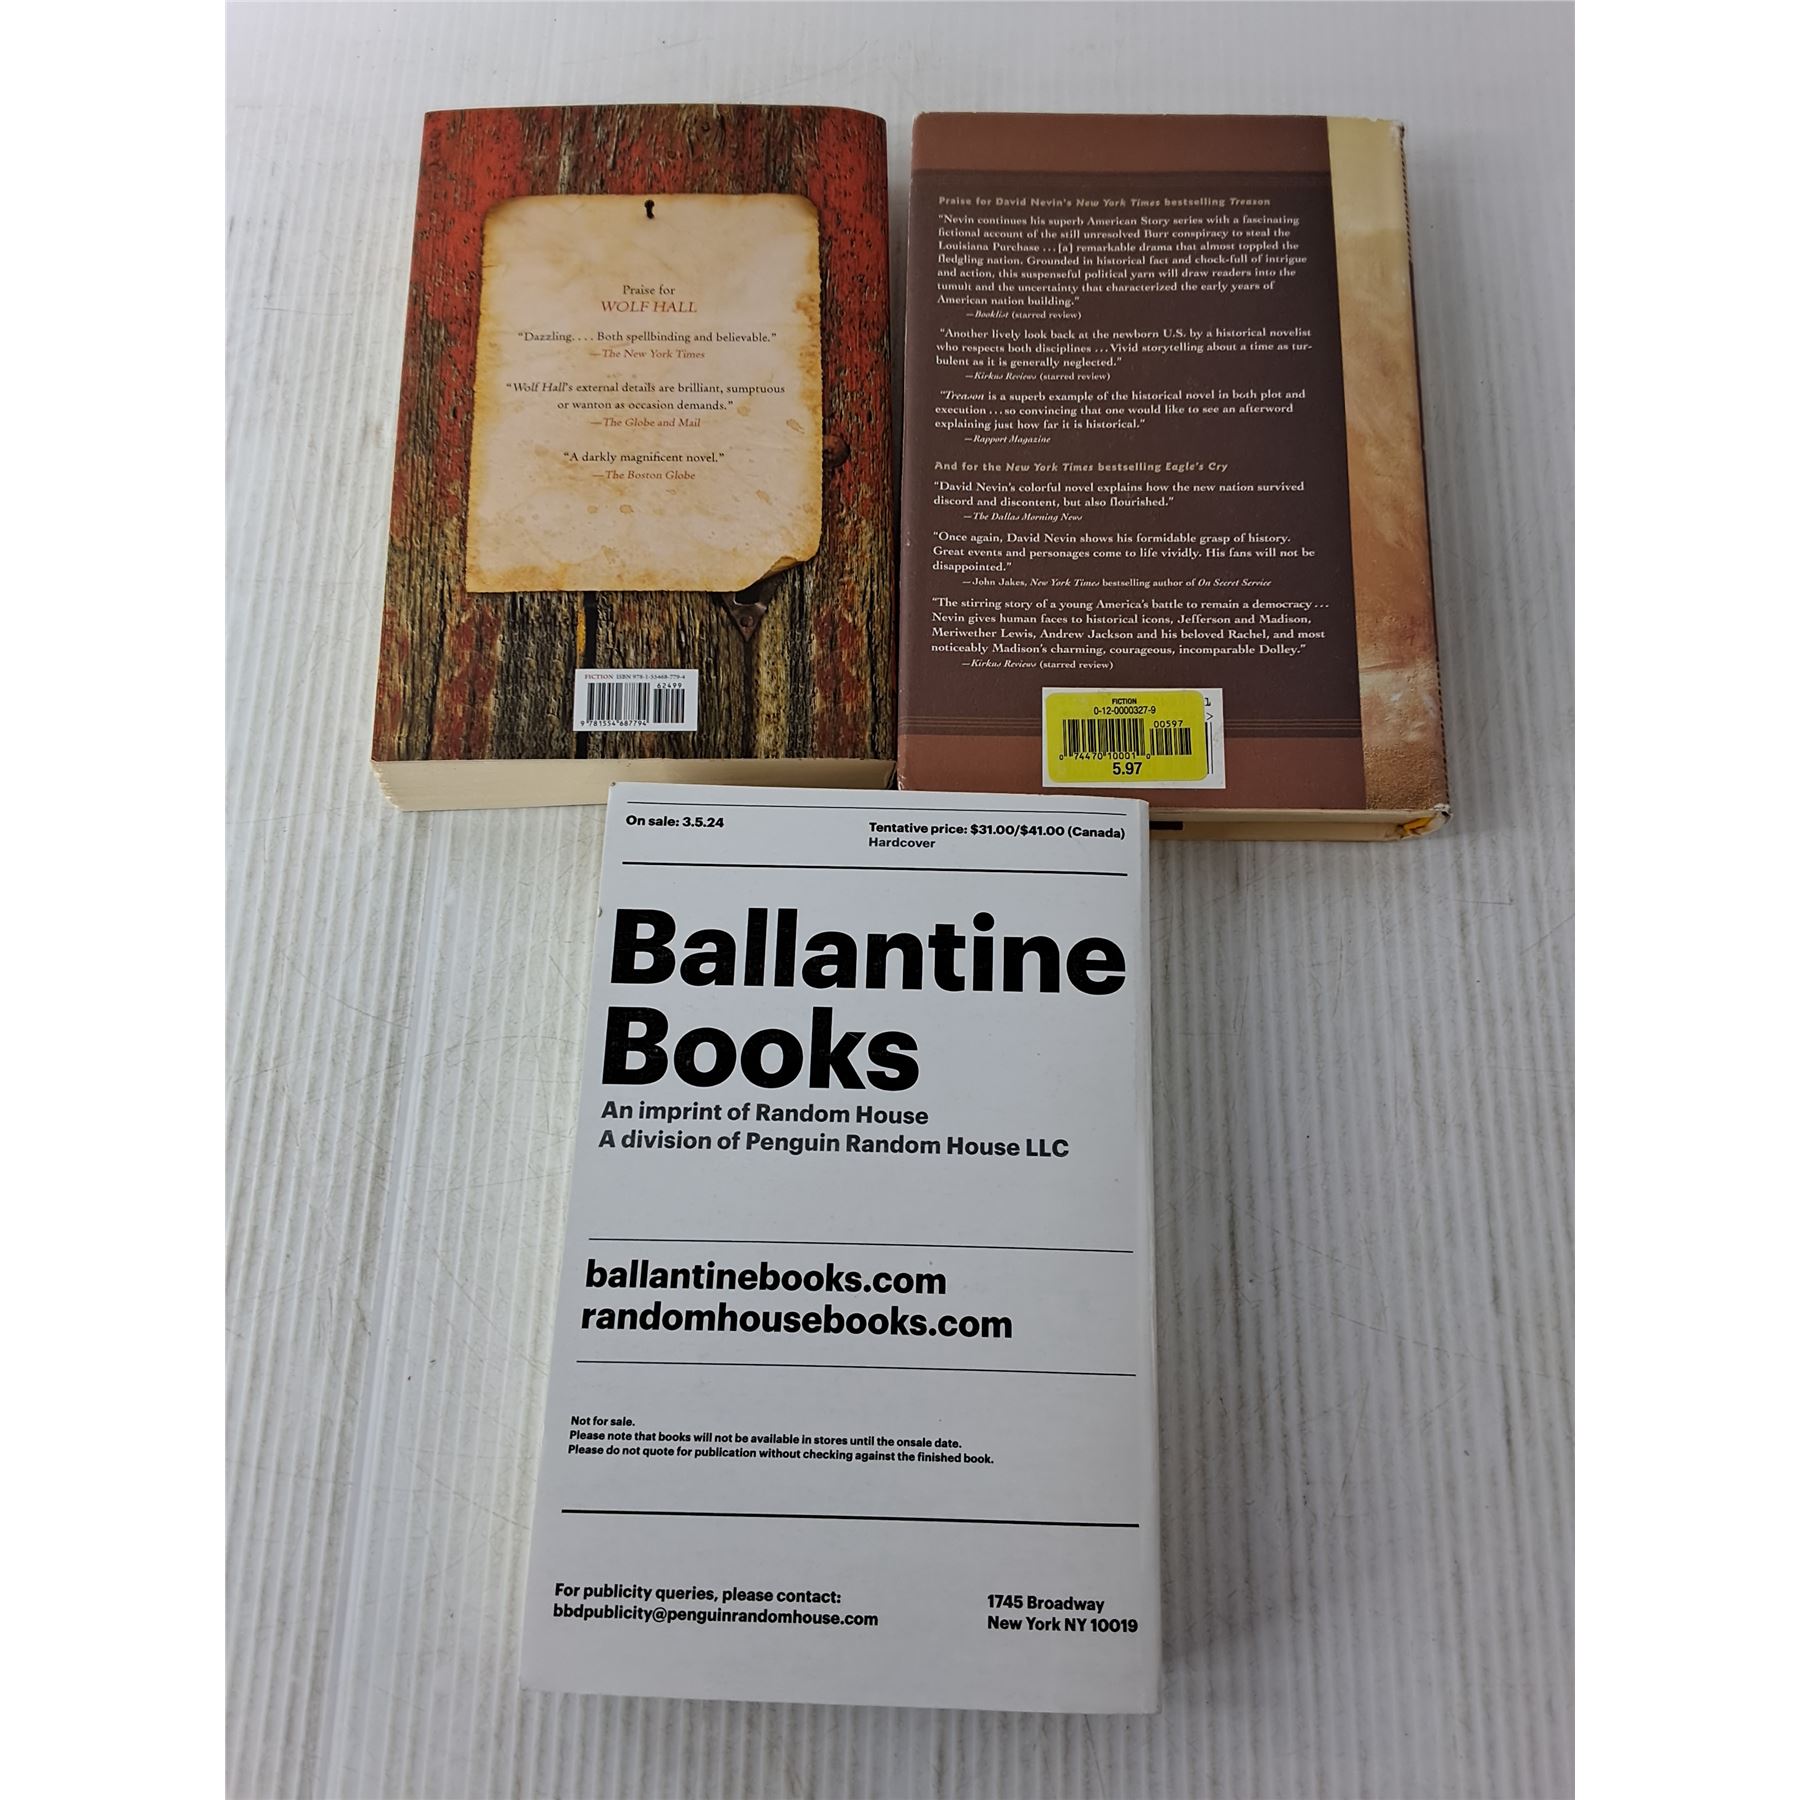 Praise for
WOLF HALL
“Dazzling.... Both spellbinding and believable.”
—The New York Times
“Wolf Hall's external details are brilliant, sumptuous
or wanton as occasion demands.”
—The Globe and Mail
“A darkly magnificent novel.”
—The Boston Globe
FICTION ISBN 978-1-55468-779-4
62499
9 781554 687794
Praise for David Nevin's New York Times bestselling Treason
“Nevin continues his superb American Story series with a fascinating
fictional account of the still unresolved Burr conspiracy to steal the
Louisiana Purchase ... [a] remarkable drama that almost toppled the
fledgling nation. Grounded in historical fact and chock-full of intrigue
and action, this suspenseful political yarn will draw readers into the
tumult and the uncertainty that characterized the early years of
American nation building.”
—Booklist (starred review)
“Another lively look back at the newborn U.S. by a historical novelist
who respects both disciplines ... Vivid storytelling about a time as tur-
bulent as it is generally neglected.”
—Kirkus Reviews (starred review)
“Treason is a superb example of the historical novel in both plot and
execution ... so convincing that one would like to see an afterword
explaining just how far it is historical.”
—Rapport Magazine
And for the New York Times bestselling Eagle's Cry
“David Nevin's colorful novel explains how the new nation survived
discord and discontent, but also flourished.”
—The Dallas Morning News
“Once again, David Nevin shows his formidable grasp of history.
Great events and personages come to life vividly. His fans will not be
disappointed.”
—John Jakes, New York Times bestselling author of On Secret Service
“The stirring story of a young America's battle to remain a democracy ...
Nevin gives human faces to historical icons, Jefferson and Madison,
Meriwether Lewis, Andrew Jackson and his beloved Rachel, and most
noticeably Madison's charming, courageous, incomparable Dolley.”
—Kirkus Reviews (starred review)
FICTION
0-12-0000327-9
00597
0 74470 10001 0
5.97
On sale: 3.5.24
Tentative price: $31.00/$41.00 (Canada)
Hardcover
Ballantine
Books
An imprint of Random House
A division of Penguin Random House LLC
ballantinebooks.com
randomhousebooks.com
Not for sale.
Please note that books will not be available in stores until the onsale date.
Please do not quote for publication without checking against the finished book.
For publicity queries, please contact:
bbdpublicity@penguinrandomhouse.com
1745 Broadway
New York NY 10019